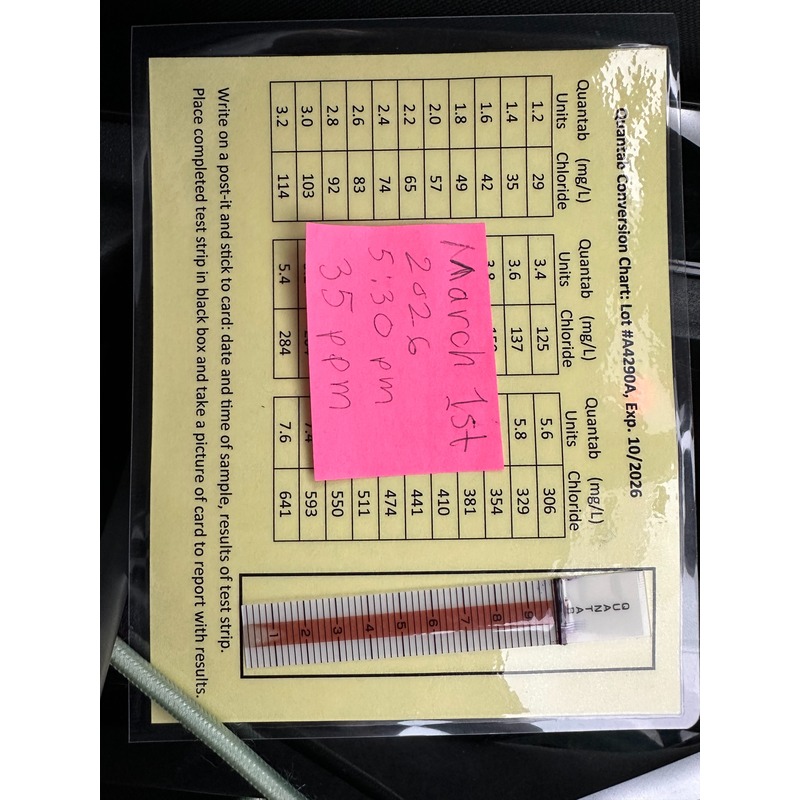 Quantab Conversion Chart: Lot #A4290A, Exp. 10/2026
Quantab Units Chloride (mg/L)
1.2 29
1.4 35
1.6 42
1.8 49
2.0 57
2.2 65
2.4 74
2.6 83
2.8 92
3.0 103
3.2 114
Quantab Units Chloride (mg/L)
3.4 125
3.6 137
5.4 284
Quantab Units Chloride (mg/L)
5.6 306
5.8 329
354
381
410
441
474
511
550
7.4 593
7.6 641
March 1st
2026
5:30 pm
35 ppm
QUANTAB
1 2 3 4 5 6 7 8 9
Write on a post-it and stick to card: date and time of sample, results of test strip.
Place completed test strip in black box and take a picture of card to report with results.